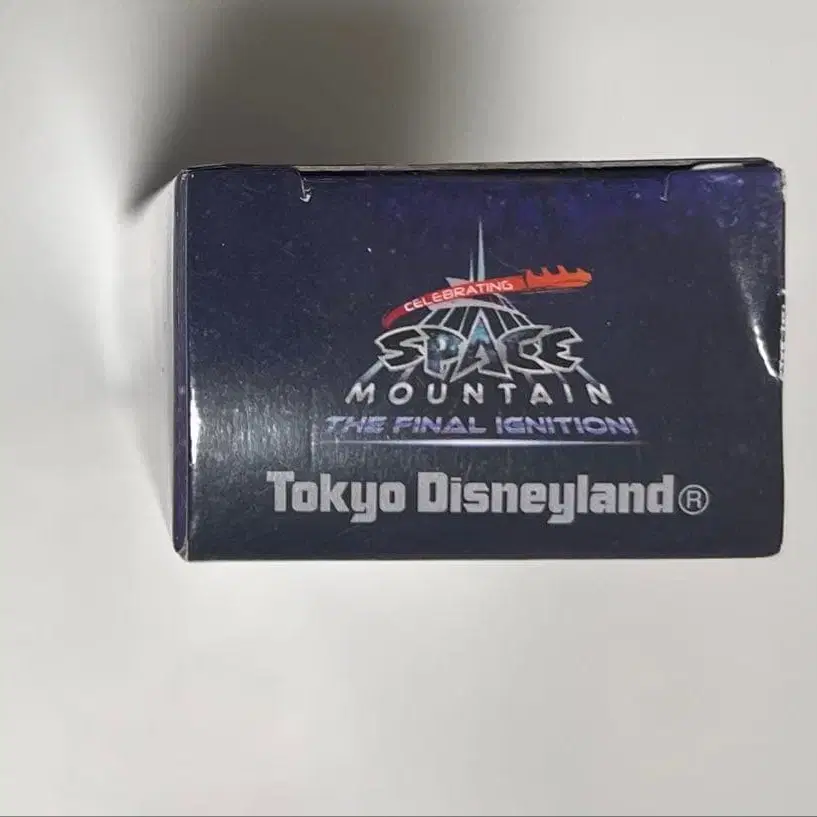 CELEBRATING
SPACE
MOUNTAIN
THE FINAL IGNITION!
Tokyo Disneyland®